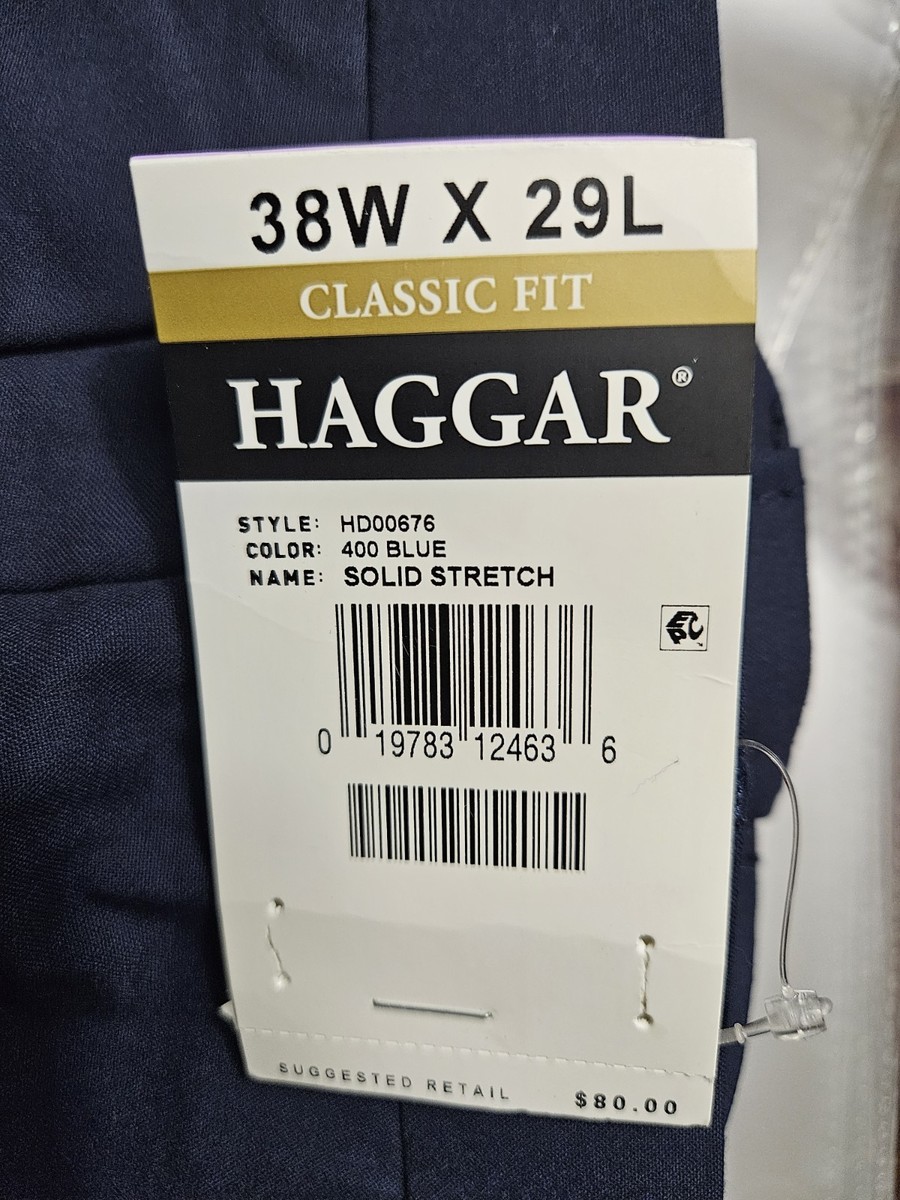 38W X 29L
CLASSIC FIT
HAGGAR®
STYLE: HD00676
COLOR: 400 BLUE
NAME: SOLID STRETCH
EPC
0 19783 12463 6
SUGGESTED RETAIL $80.00